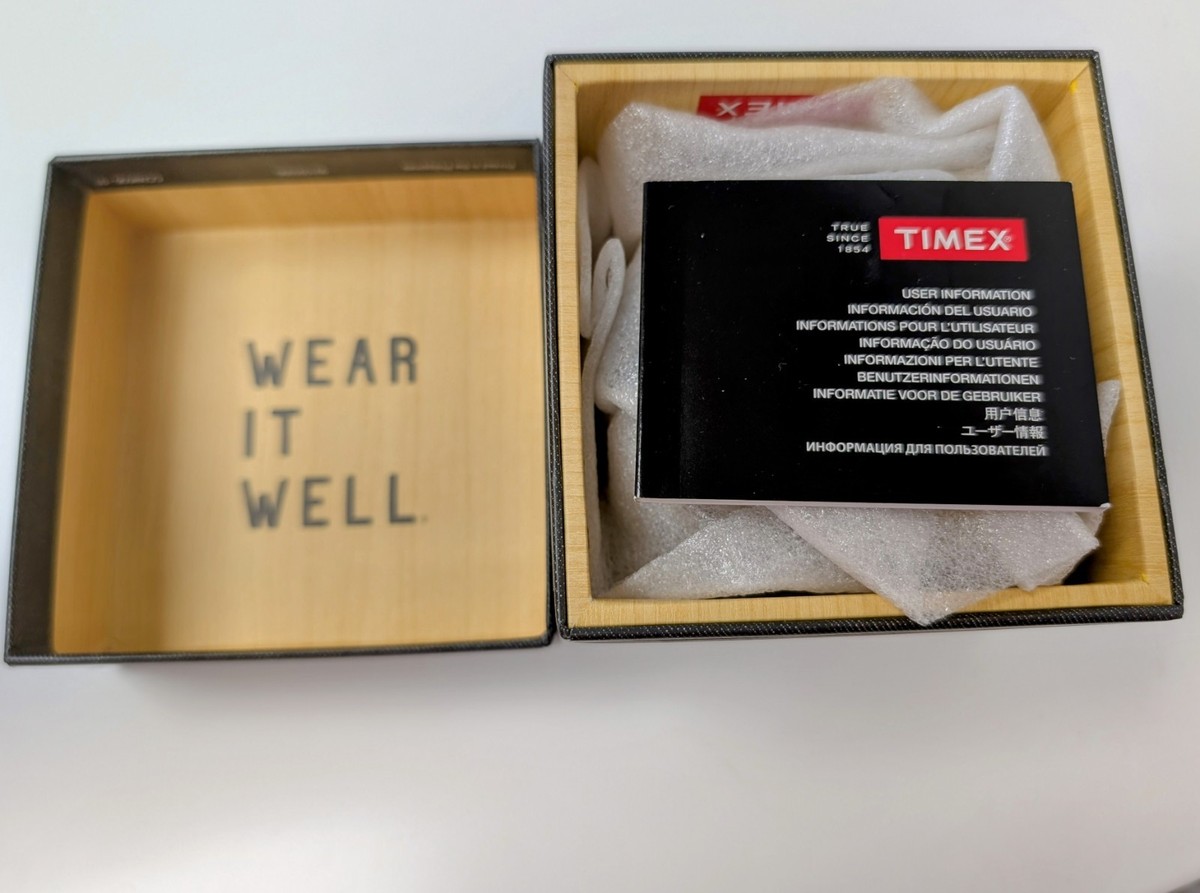 WEAR
IT
WELL.
TIMEX
TRUE
SINCE
1854
TIMEX®
USER INFORMATION
INFORMACIÓN DEL USUARIO
INFORMATIONS POUR L'UTILISATEUR
INFORMAÇÃO DO USUÁRIO
INFORMAZIONI PER L'UTENTE
BENUTZERINFORMATIONEN
INFORMATIE VOOR DE GEBRUIKER
用户信息
ユーザー情報
ИНФОРМАЦИЯ ДЛЯ ПОЛЬЗОВАТЕЛЕЙ